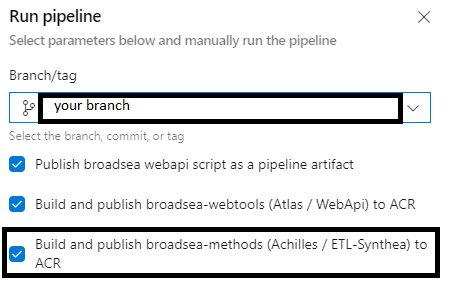 Run pipeline
Select parameters below and manually run the pipeline
Branch/tag
your branch
Select the branch, commit, or tag
Publish broadsea webapi script as a pipeline artifact
Build and publish broadsea-webtools (Atlas / WebApi) to ACR
Build and publish broadsea-methods (Achilles / ETL-Synthea) to
ACR